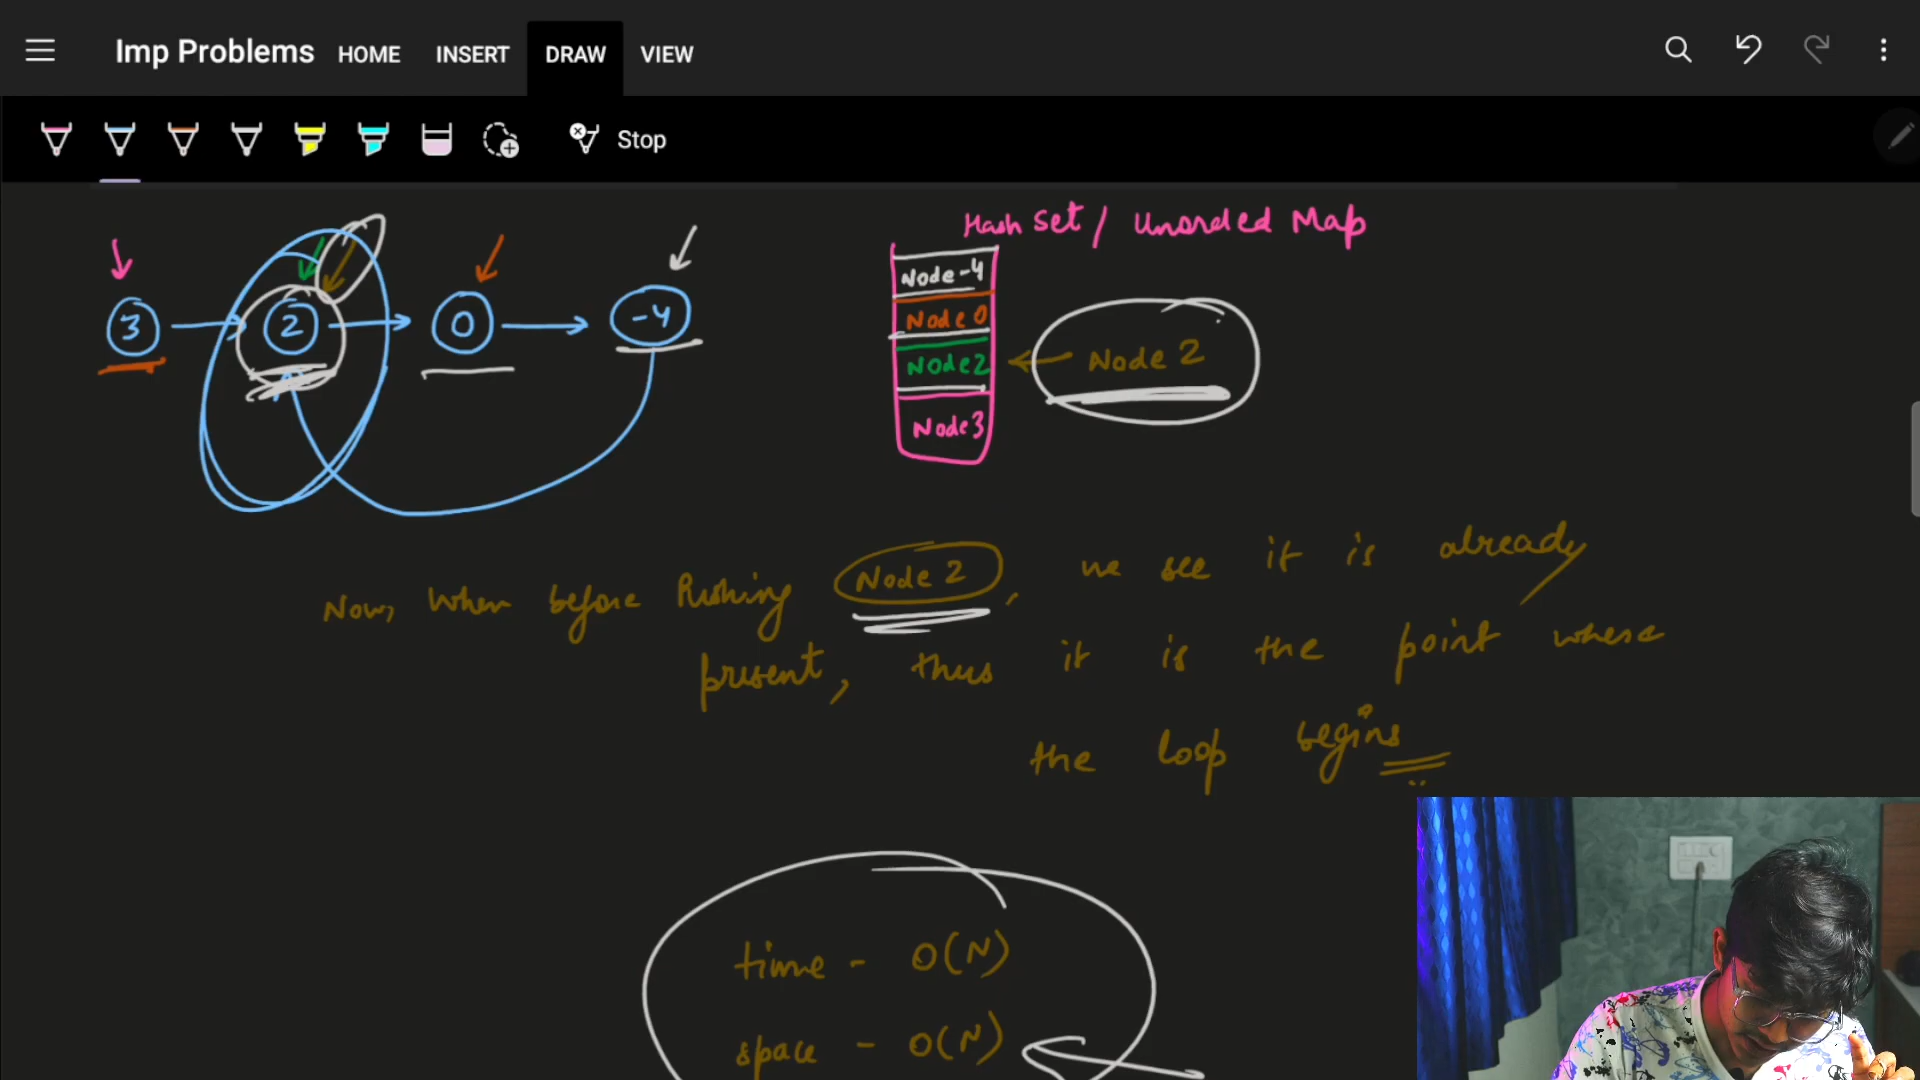 Imp Problems HOME INSERT DRAW VIEW
Stop
Hash Set / Unorded Map
3 2 0 -4
Node -4
Node 0
Node 2
Node 2
Node 3
Now, When before Pushing Node 2, we see it is already
present, thus it is the point where
the loop begins
time - O(N)
space - O(N)